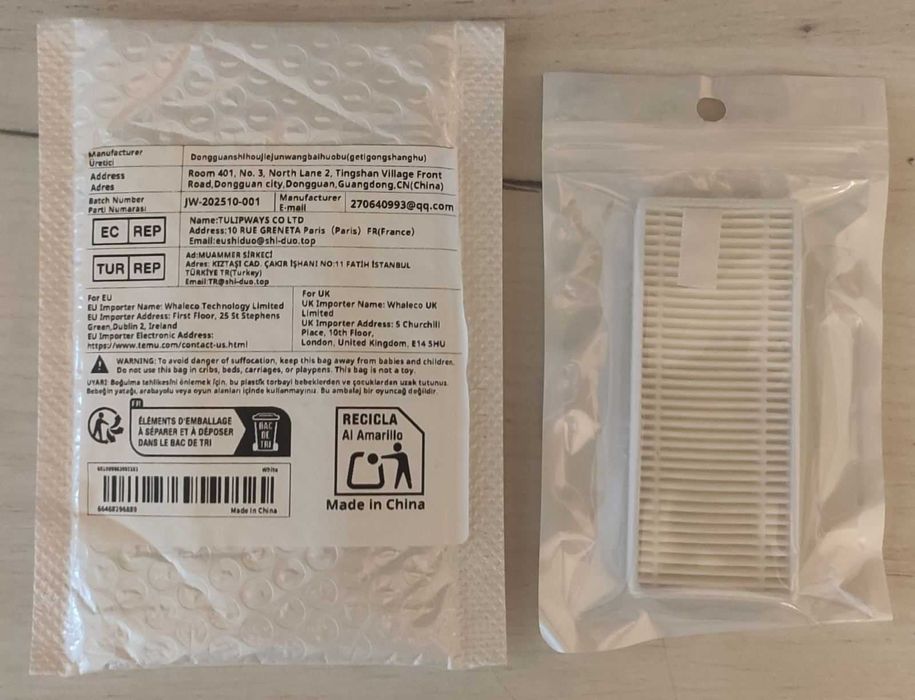 Manufacturer
Üretici
Dongguanshihoujiejunwangbaihuobu(getigongshanghu)
Address
Adres
Room 401, No. 3, North Lane 2, Tingshan Village Front
Road,Dongguan city,Dongguan,Guangdong,CN(China)
Batch Number
Parti Numarası
JW-202510-001
Manufacturer
E-mail
270640993@qq.com
EC REP
Name:TULIPWAYS CO LTD
Address:10 RUE GRENETA Paris (Paris) FR(France)
Email:eushiduo@shi-duo.top
TUR REP
Ad:MUAMMER SİRKECİ
Adres: KIZTAŞI CAD. ÇAKIR İŞHANI NO:11 FATİH İSTANBUL
TÜRKİYE TR(Turkey)
Email:TR@shi-duo.top
For EU
EU Importer Name: Whaleco Technology Limited
EU Importer Address: First Floor, 25 St Stephens
Green,Dublin 2, Ireland
EU Importer Electronic Address:
https://www.temu.com/contact-us.html
For UK
UK Importer Name: Whaleco UK
Limited
UK Importer Address: 5 Churchill
Place, 10th Floor,
London, United Kingdom, E14 5HU
WARNING: To avoid danger of suffocation, keep this bag away from babies and children.
Do not use this bag in cribs, beds, carriages, or playpens. This bag is not a toy.
UYARI: Boğulma tehlikesini önlemek için, bu plastik torbayi bebeklerden ve çocuklardan uzak tutunuz.
Bebeğin yatağı, arabayolu veya oyun alanları içinde kullanmayınız. Bu ambalaj bir oyuncağ değildir.
FR
ÉLÉMENTS D'EMBALLAGE
À SÉPARER ET À DÉPOSER
DANS LE BAC DE TRI
BAC
DE
TRI
RECICLA
Al Amarillo
White
66468296889
Made in China
Made in China